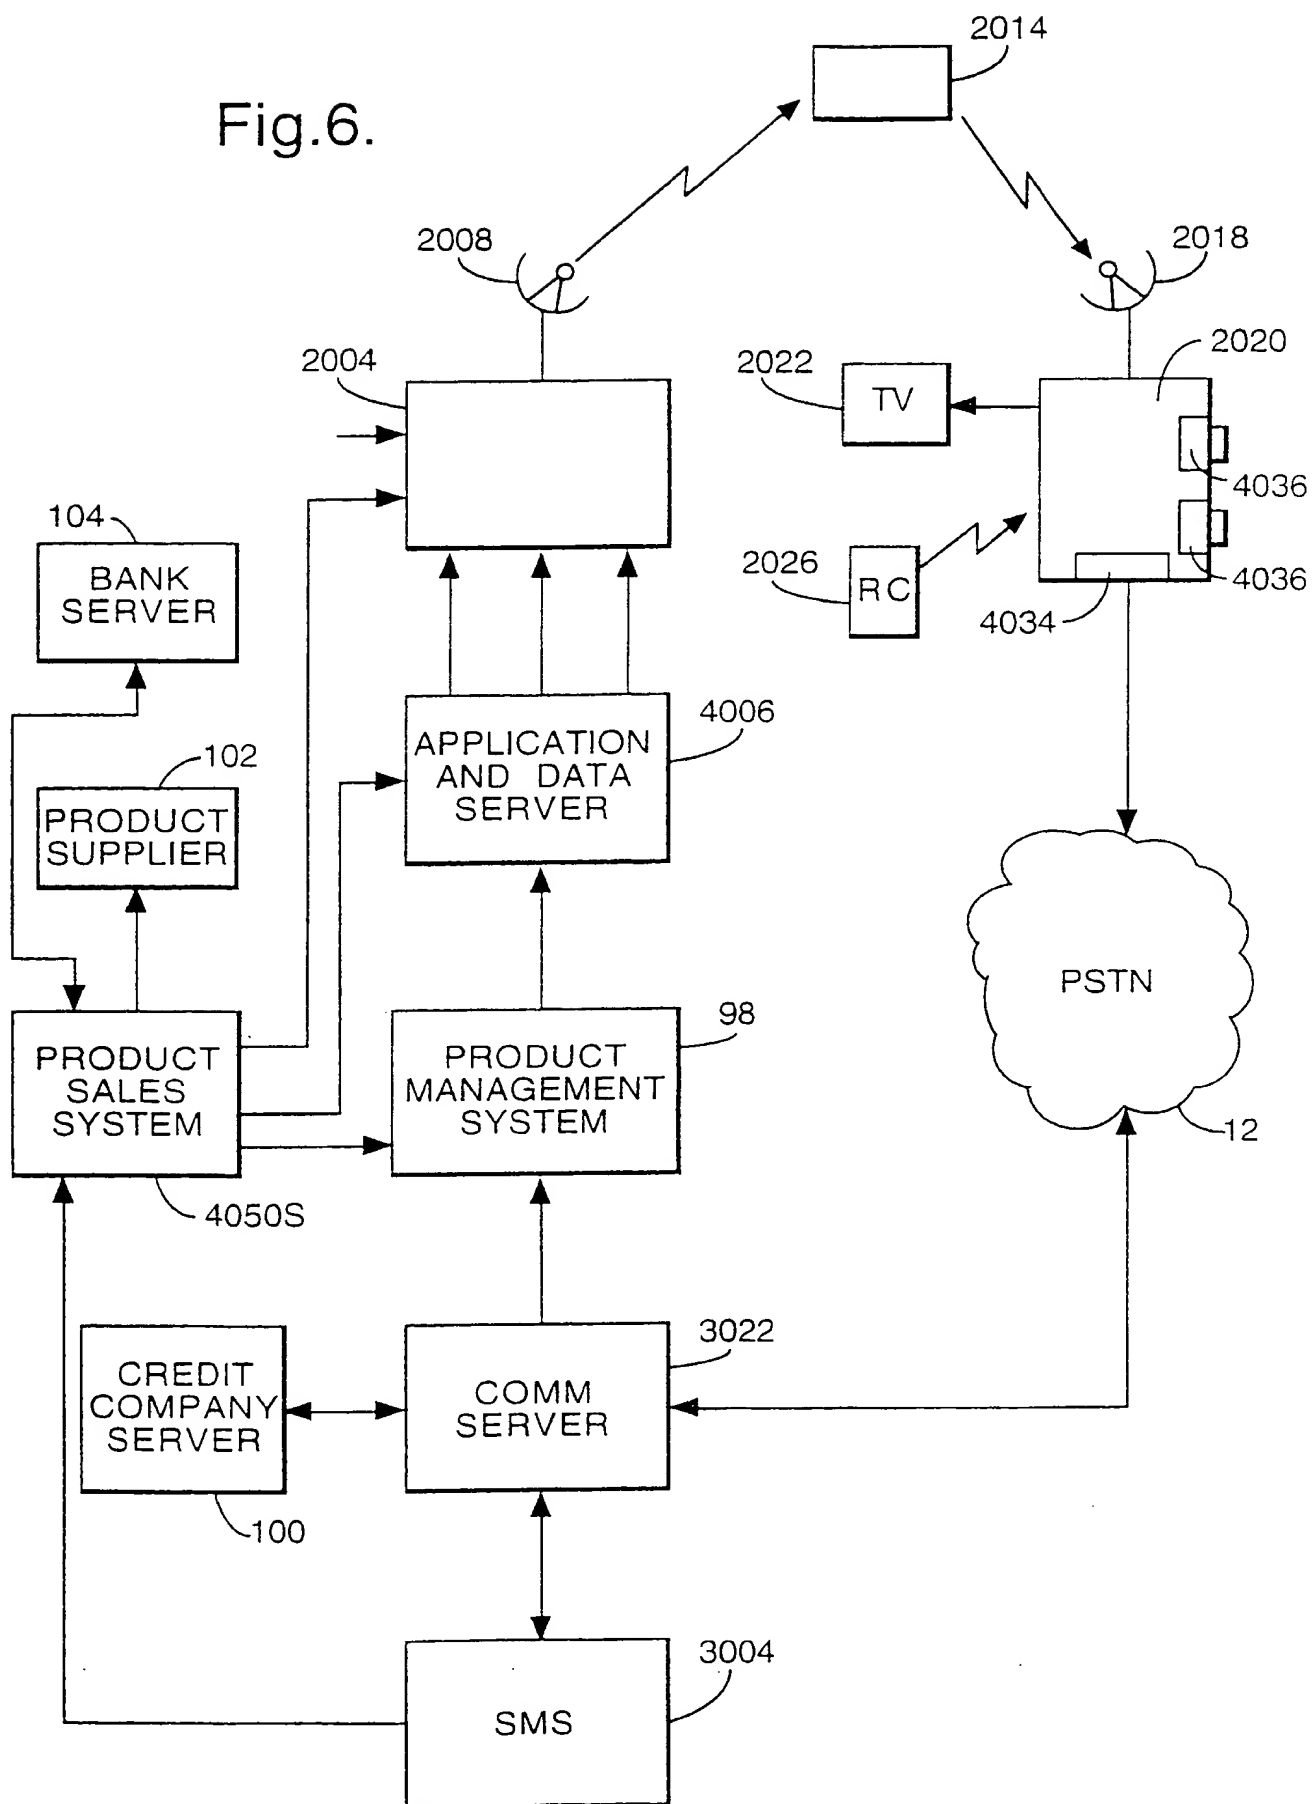 Fig.6.
2014
2008
2018
2004
2022
TV
2020
4036
4036
2026
RC
4034
104
BANK
SERVER
102
PRODUCT
SUPPLIER
APPLICATION
AND DATA
SERVER
4006
PSTN
12
PRODUCT
SALES
SYSTEM
4050S
PRODUCT
MANAGEMENT
SYSTEM
98
CREDIT
COMPANY
SERVER
100
COMM
SERVER
3022
SMS
3004